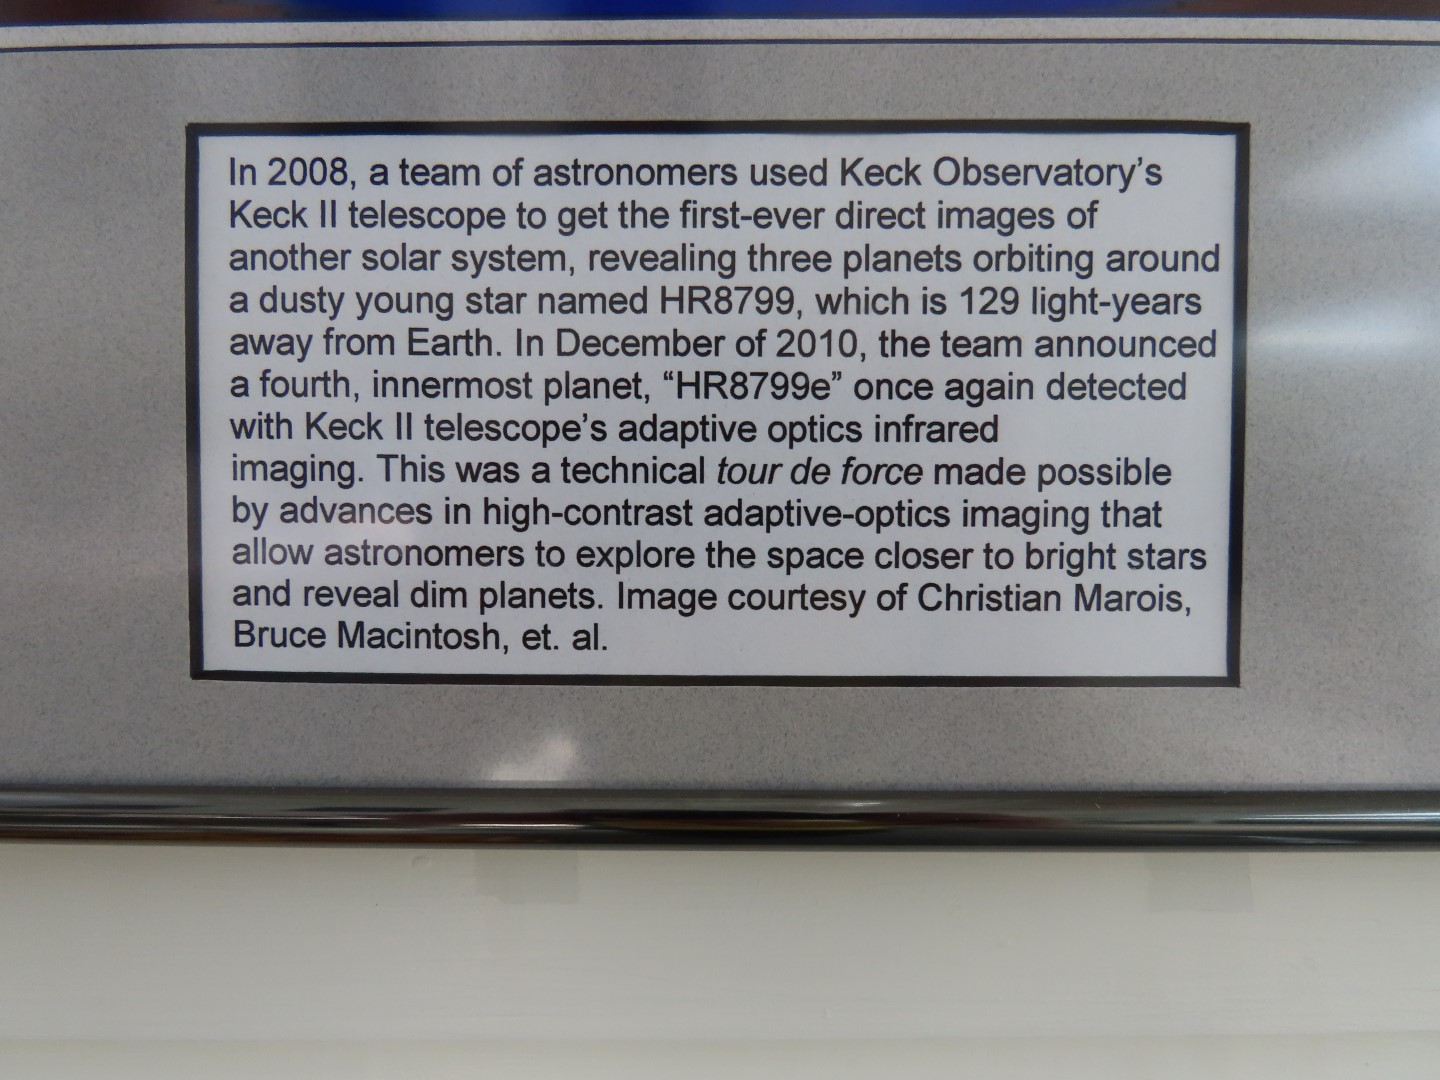 In 2008, a team of astronomers used Keck Observatory’s
Keck II telescope to get the first-ever direct images of
another solar system, revealing three planets orbiting around
a dusty young star named HR8799, which is 129 light-years
away from Earth. In December of 2010, the team announced
a fourth, innermost planet, “HR8799e” once again detected
with Keck II telescope’s adaptive optics infrared
imaging. This was a technical tour de force made possible
by advances in high-contrast adaptive-optics imaging that
allow astronomers to explore the space closer to bright stars
and reveal dim planets. Image courtesy of Christian Marois,
Bruce Macintosh, et. al.